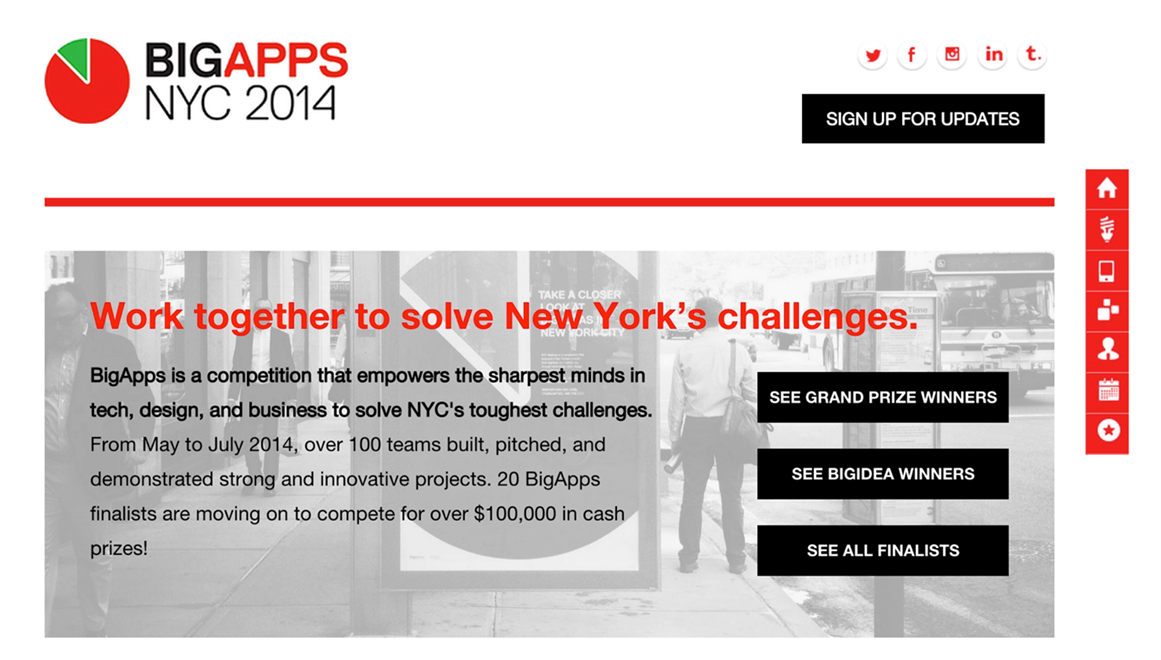 BIGAPPS
NYC 2014
SIGN UP FOR UPDATES
TAKE A CLOSER
LOOK AT
NEW YORK CITY
Work together to solve New York’s challenges.
BigApps is a competition that empowers the sharpest minds in
tech, design, and business to solve NYC's toughest challenges.
From May to July 2014, over 100 teams built, pitched, and
demonstrated strong and innovative projects. 20 BigApps
finalists are moving on to compete for over $100,000 in cash
prizes!
SEE GRAND PRIZE WINNERS
SEE BIGIDEA WINNERS
SEE ALL FINALISTS